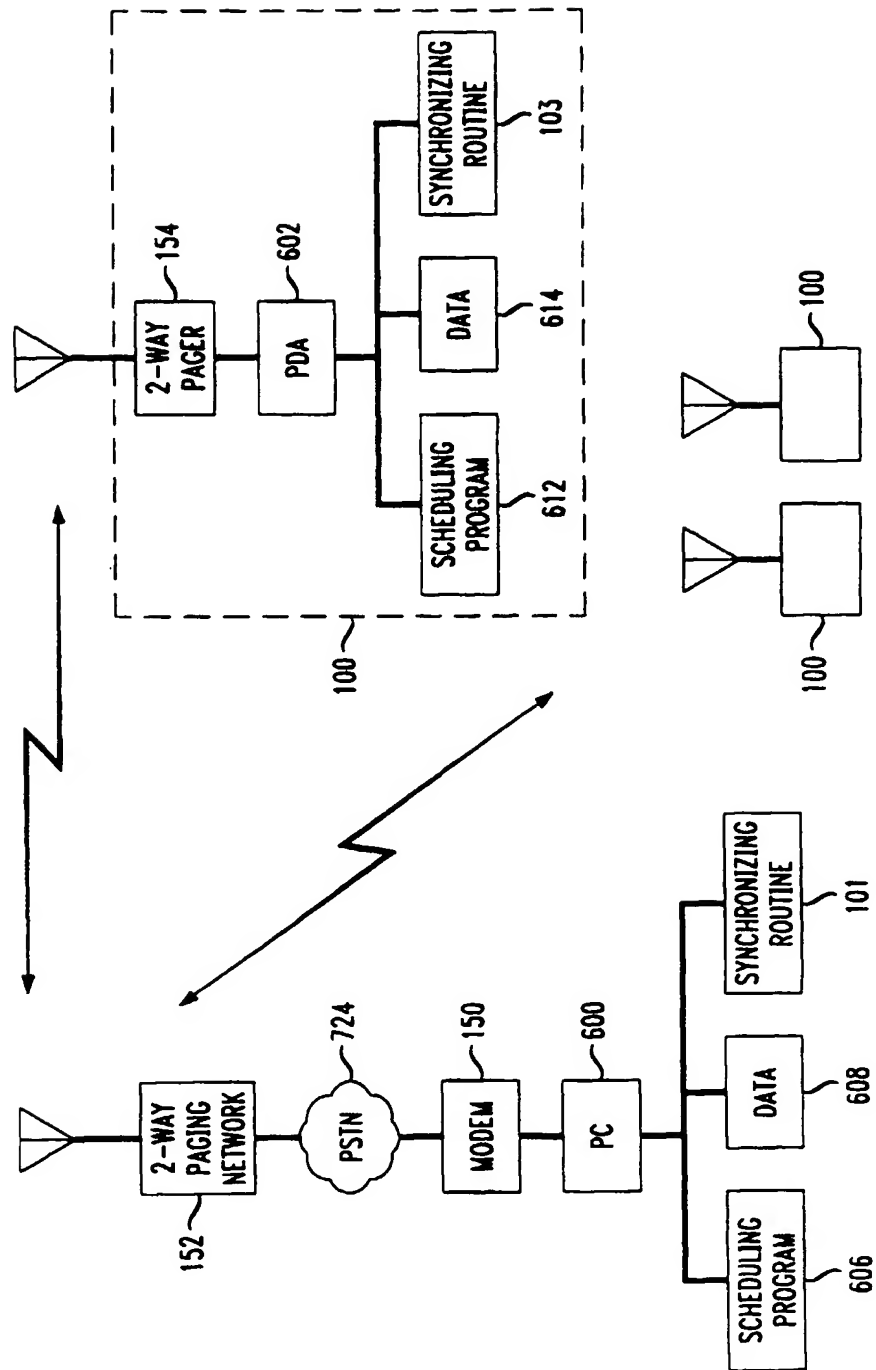 2-WAY
PAGING
NETWORK
152
PSTN
724
MODEM
150
PC
600
SCHEDULING
PROGRAM
606
DATA
608
SYNCHRONIZING
ROUTINE
101
2-WAY
PAGER
154
PDA
602
SCHEDULING
PROGRAM
612
DATA
614
SYNCHRONIZING
ROUTINE
103
100
100
100